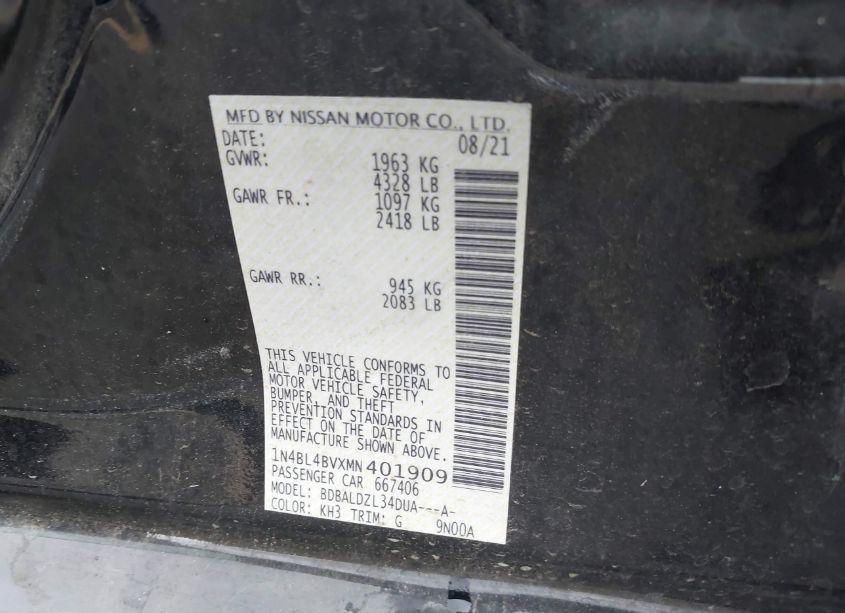 MFD BY NISSAN MOTOR CO., LTD.
DATE: 08/21
GVWR: 1963 KG
4328 LB
GAWR FR.: 1097 KG
2418 LB
GAWR RR.: 945 KG
2083 LB
THIS VEHICLE CONFORMS TO
ALL APPLICABLE FEDERAL
MOTOR VEHICLE SAFETY,
BUMPER, AND THEFT
PREVENTION STANDARDS IN
EFFECT ON THE DATE OF
MANUFACTURE SHOWN ABOVE.
1N4BL4BVXMN401909
PASSENGER CAR 667406
MODEL: BDBALDZL34DUA---A-
COLOR: KH3 TRIM: G 9N00A